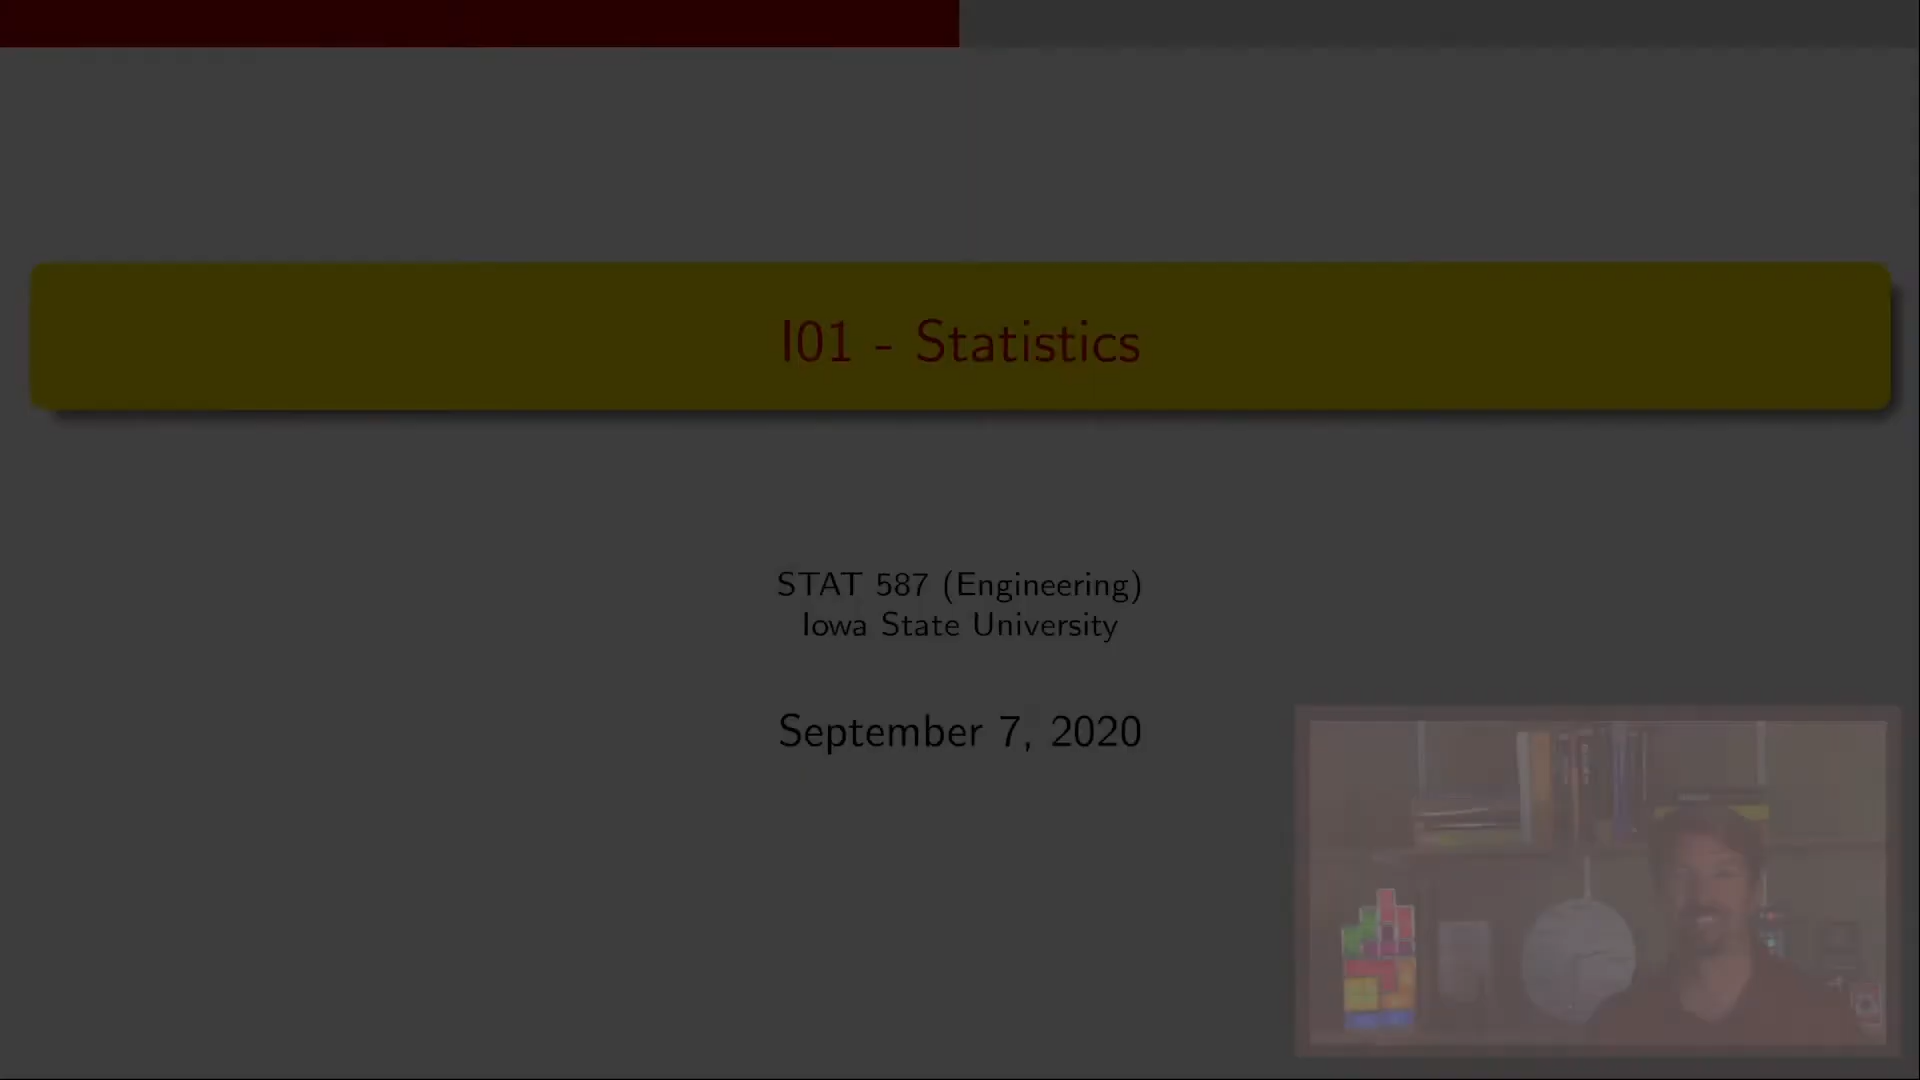 I01 - Statistics
STAT 587 (Engineering)
Iowa State University
September 7, 2020